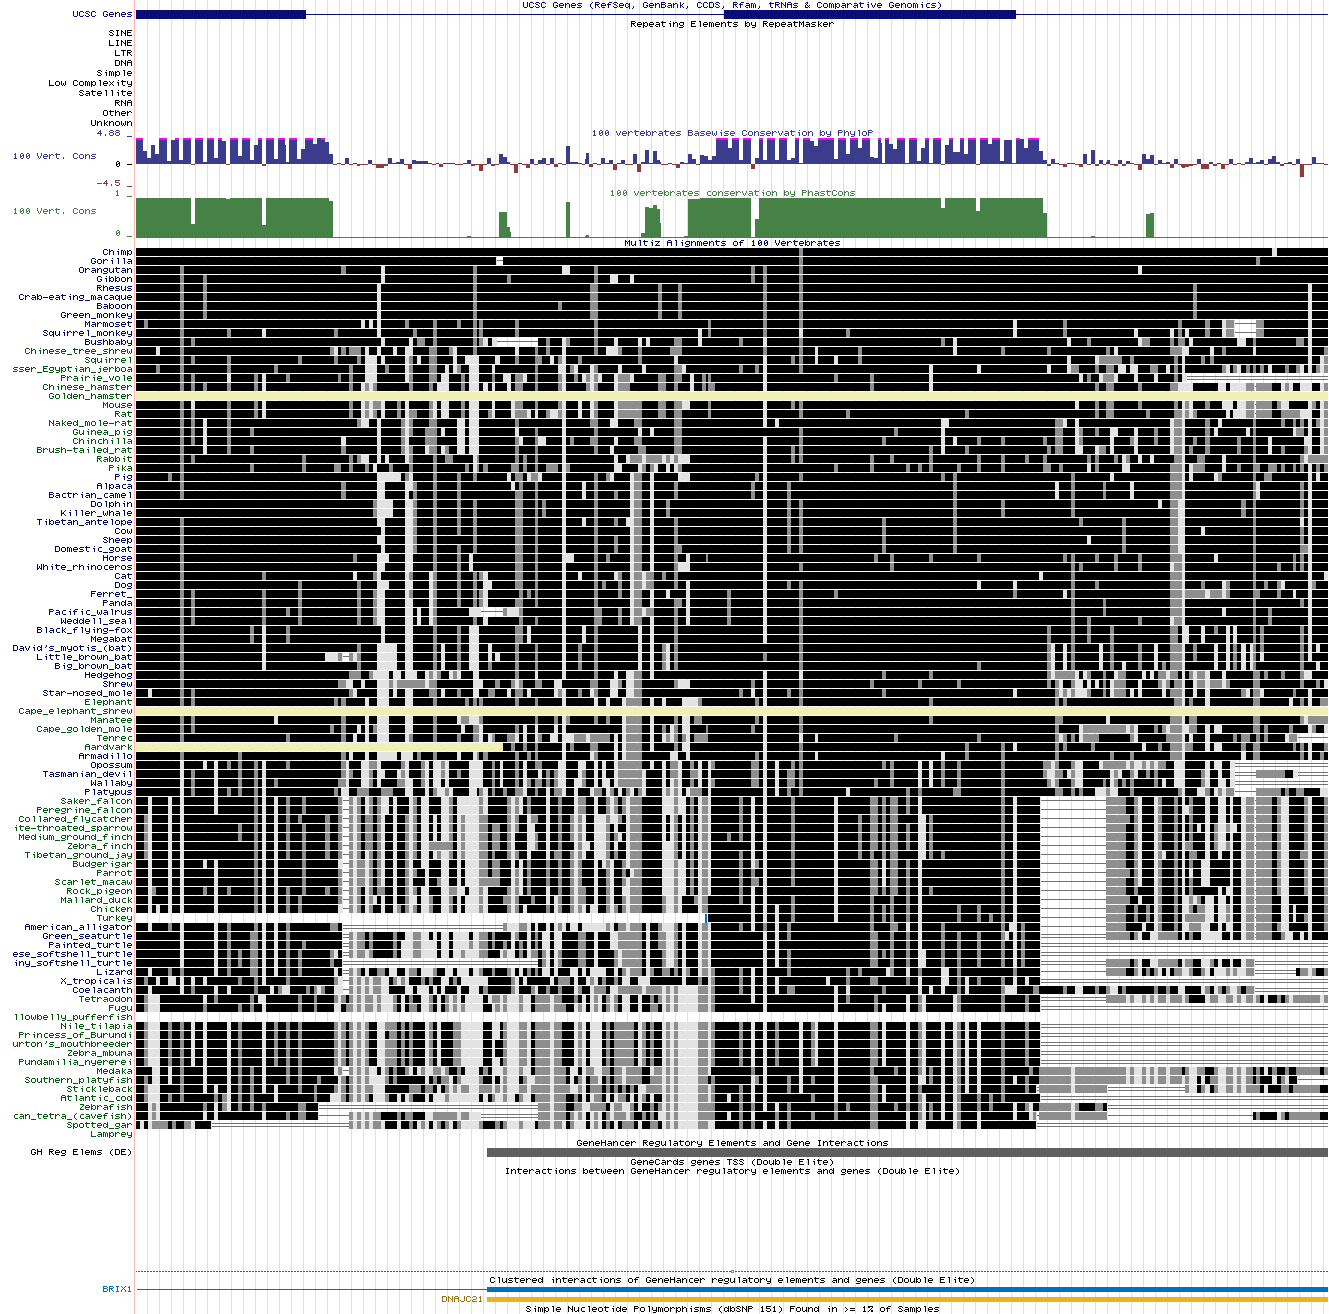 UCSC Genes (RefSeq, GenBank, CCDS, Rfam, tRNAs & Comparative Genomics)
UCSC Genes
Repeating Elements by RepeatMasker
SINE
LINE
LTR
DNA
Simple
Low Complexity
Satellite
RNA
Other
Unknown
4.88 _
100 vertebrates Basewise Conservation by PhyloP
100 Vert. Cons
0 _
-4.5 _
1 _
100 vertebrates conservation by PhastCons
100 Vert. Cons
0 _
Multiz Alignments of 100 Vertebrates
Chimp
Gorilla
Orangutan
Gibbon
Rhesus
Crab-eating_macaque
Baboon
Green_monkey
Marmoset
Squirrel_monkey
Bushbaby
Chinese_tree_shrew
Squirrel
sser_Egyptian_jerboa
Prairie_vole
Chinese_hamster
Golden_hamster
Mouse
Rat
Naked_mole-rat
Guinea_pig
Chinchilla
Brush-tailed_rat
Rabbit
Pika
Pig
Alpaca
Bactrian_camel
Dolphin
Killer_whale
Tibetan_antelope
Cow
Sheep
Domestic_goat
Horse
White_rhinoceros
Cat
Dog
Ferret_
Panda
Pacific_walrus
Weddell_seal
Black_flying-fox
Megabat
David's_myotis_(bat)
Little_brown_bat
Big_brown_bat
Hedgehog
Shrew
Star-nosed_mole
Elephant
Cape_elephant_shrew
Manatee
Cape_golden_mole
Tenrec
Aardvark
Armadillo
Opossum
Tasmanian_devil
Wallaby
Platypus
Saker_falcon
Peregrine_falcon
Collared_flycatcher
ite-throated_sparrow
Medium_ground_finch
Zebra_finch
Tibetan_ground_jay
Budgerigar
Parrot
Scarlet_macaw
Rock_pigeon
Mallard_duck
Chicken
Turkey
American_alligator
Green_seaturtle
Painted_turtle
ese_softshell_turtle
iny_softshell_turtle
Lizard
X_tropicalis
Coelacanth
Tetraodon
Fugu
llowbelly_pufferfish
Nile_tilapia
Princess_of_Burundi
urton's_mouthbreeder
Zebra_mbuna
Pundamilia_nyererei
Medaka
Southern_platyfish
Stickleback
Atlantic_cod
Zebrafish
can_tetra_(cavefish)
Spotted_gar
Lamprey
GeneHancer Regulatory Elements and Gene Interactions
GH Reg Elems (DE)
GeneCards genes TSS (Double Elite)
Interactions between GeneHancer regulatory elements and genes (Double Elite)
Clustered interactions of GeneHancer regulatory elements and genes (Double Elite)
BRIX1
DNAJC21
Simple Nucleotide Polymorphisms (dbSNP 151) Found in >= 1% of Samples